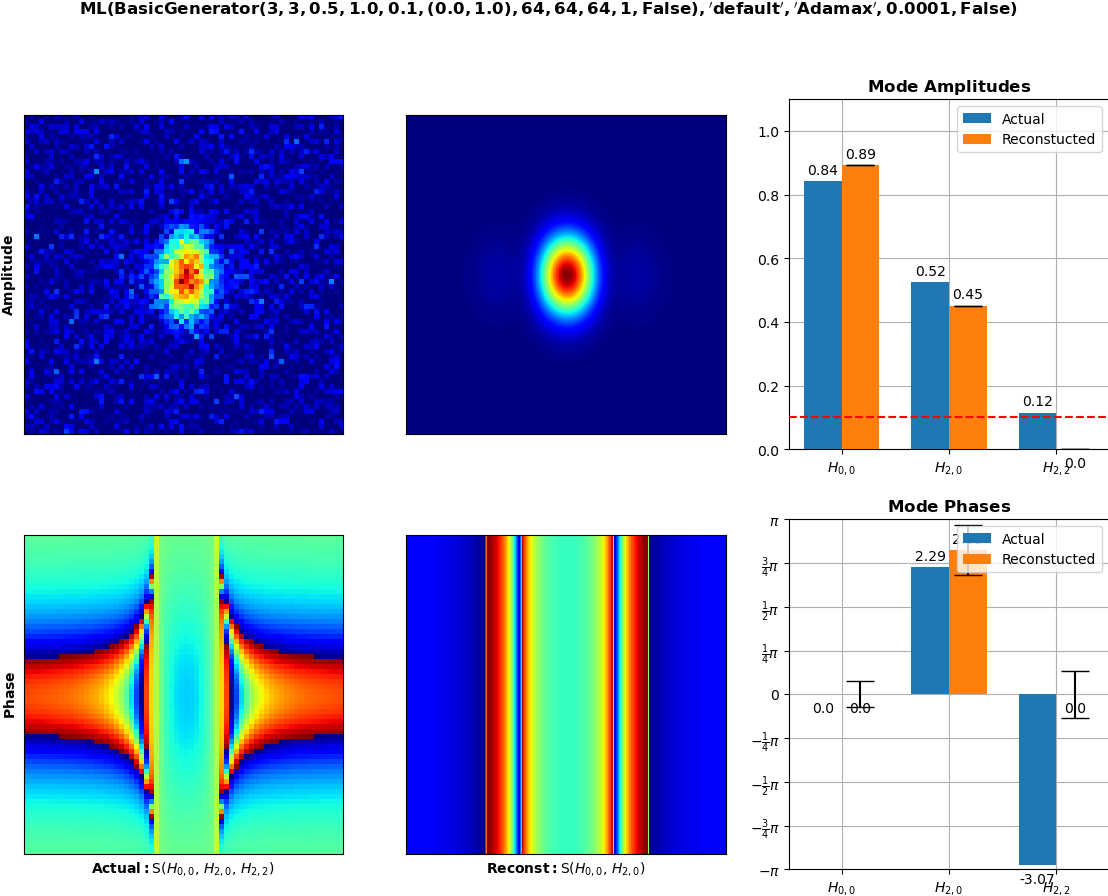 ML(BasicGenerator(3, 3, 0.5, 1.0, 0.1, (0.0, 1.0), 64, 64, 64, 1, False), 'default', 'Adamax', 0.0001, False)
Amplitude
Mode Amplitudes
Actual
Reconstucted
1.0
0.8
0.6
0.4
0.2
0.0
0.84
0.89
0.52
0.45
0.12
0.0
H0,0
H2,0
H2,2
Phase
Actual: S(H0,0, H2,0, H2,2)
Reconst: S(H0,0, H2,0)
Mode Phases
Actual
Reconstucted
π
3/4π
1/2π
1/4π
0
−1/4π
−1/2π
−3/4π
−π
0.0
0.0
2.29
0.0
-3.07
H0,0
H2,0
H2,2